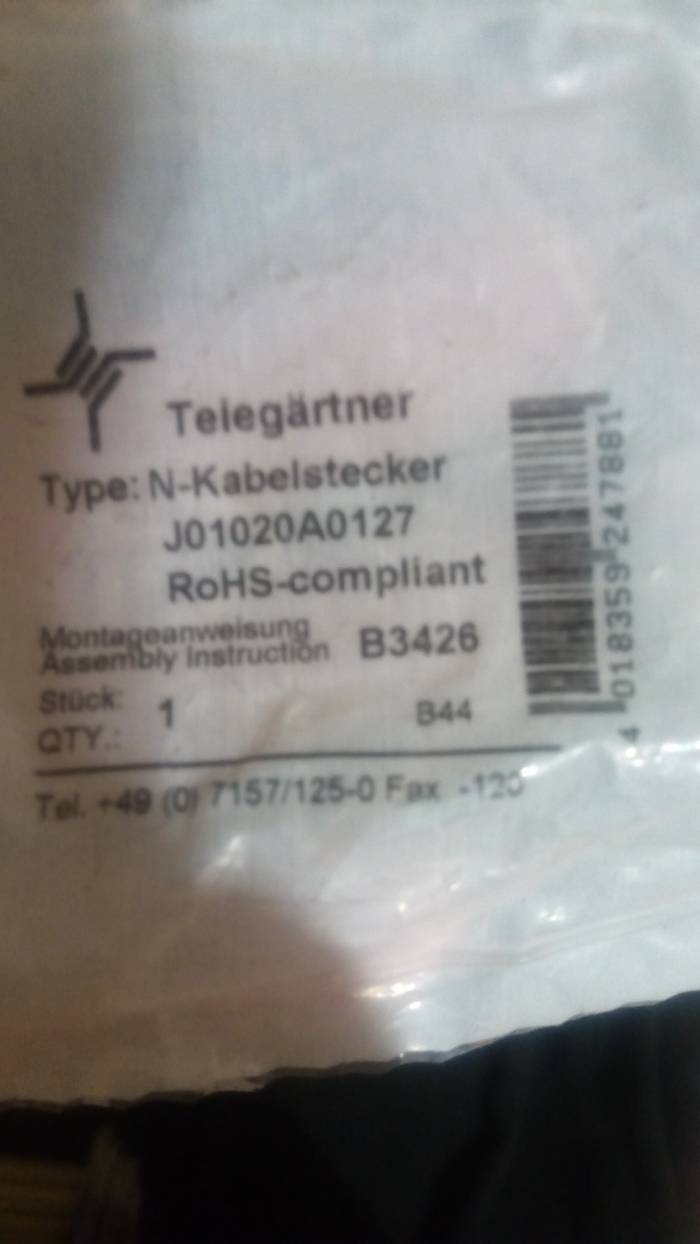 Telegärtner
Type: N-Kabelstecker
J01020A0127
RoHS-compliant
Montageanweisung
Assembly Instruction B3426
Stück: 1
QTY.: B44
Tel. +49 (0) 7157/125-0 Fax -120
4 018359 247881